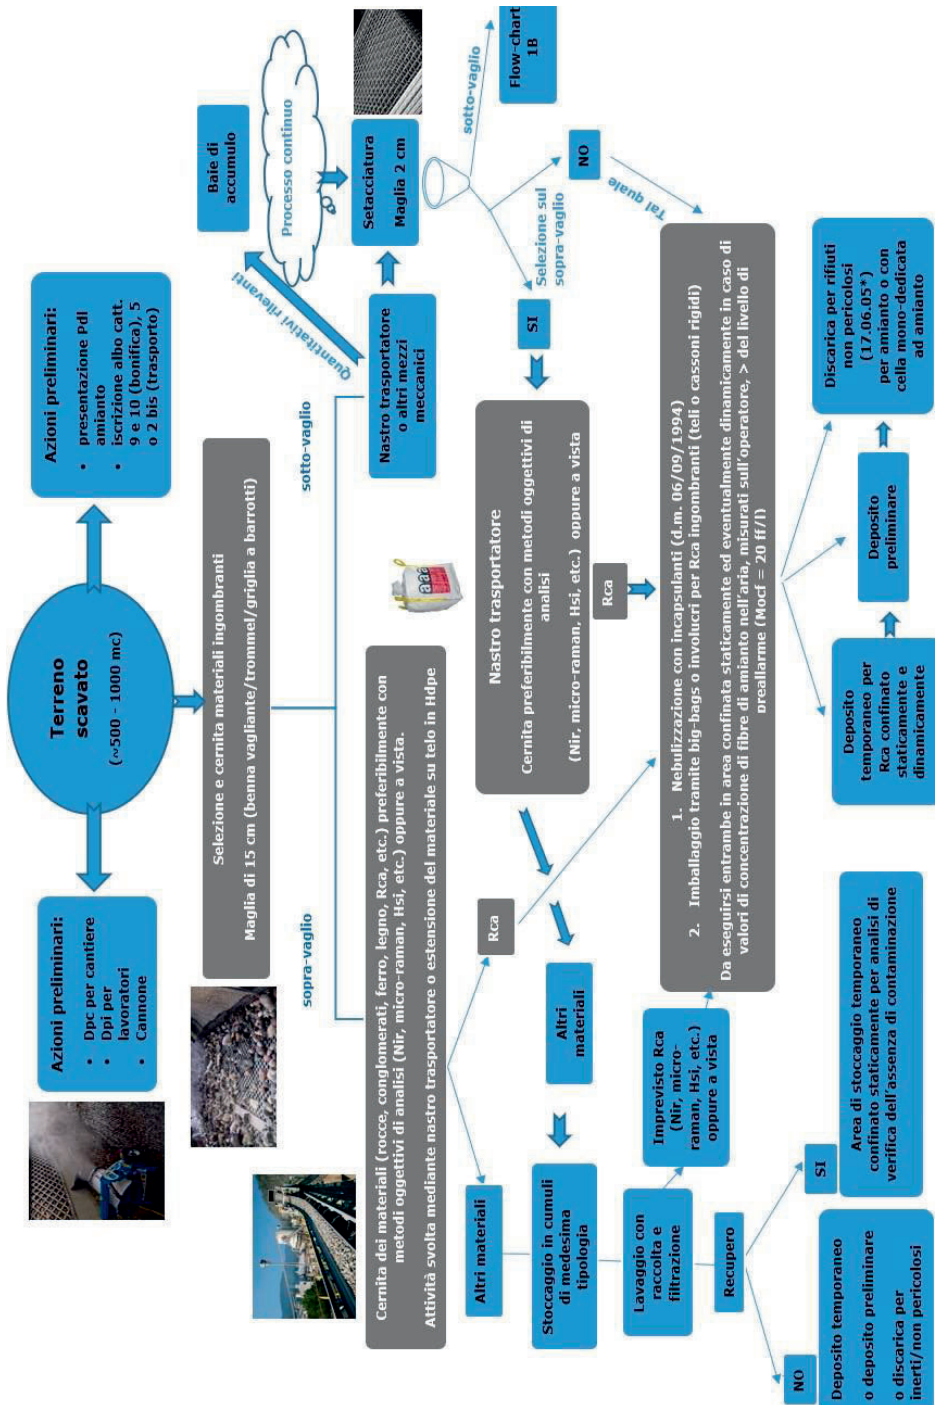 Terreno
scavato
(~500 - 1000 mc)
Azioni preliminari:
• Dpc per cantiere
• Dpi per
lavoratori
• Cannone
Azioni preliminari:
• presentazione Pdl
amianto
• iscrizione albo catt.
9 e 10 (bonifica), 5
o 2 bis (trasporto)
Selezione e cernita materiali ingombranti
Maglia di 15 cm (benna vagliante/trommel/griglia a barrotti)
sopra-vaglio
sotto-vaglio
Cernita dei materiali (rocce, conglomerati, ferro, legno, Rca, etc.) preferibilmente con
metodi oggettivi di analisi (Nir, micro-raman, Hsi, etc.) oppure a vista.
Attività svolta mediante nastro trasportatore o estensione del materiale su telo in Hdpe
Nastro trasportatore
o altri mezzi
meccanici
Quantitativi rilevanti
Baie di
accumulo
Processo continuo
Setacciatura
Maglia 2 cm
sotto-vaglio
Flow-chart
1B
Selezione sul
sopra-vaglio
SI
NO
Tal quale
Nastro trasportatore
Cernita preferibilmente con metodi oggettivi di
analisi
(Nir, micro-raman, Hsi, etc.) oppure a vista
Rca
Altri materiali
Rca
Altri
materiali
Stoccaggio in cumuli
di medesima
tipologia
Lavaggio con
raccolta e
filtrazione
Imprevisto Rca
(Nir, micro-
raman, Hsi, etc.)
oppure a vista
1. Nebulizzazione con incapsulanti (d.m. 06/09/1994)
2. Imballaggio tramite big-bags o involucri per Rca ingombranti (teli o cassoni rigidi)
Da eseguirsi entrambe in area confinata staticamente ed eventualmente dinamicamente in caso di
valori di concentrazione di fibre di amianto nell'aria, misurati sull'operatore, > del livello di
preallarme (Mocf = 20 ff/l)
Recupero
NO
SI
Deposito temporaneo
o deposito preliminare
o discarica per
inerti/non pericolosi
Area di stoccaggio temporaneo
confinato staticamente per analisi di
verifica dell'assenza di contaminazione
Deposito
temporaneo per
Rca confinato
staticamente e
dinamicamente
Deposito
preliminare
Discarica per rifiuti
non pericolosi
(17.06.05*)
per amianto o con
cella mono-dedicata
ad amianto